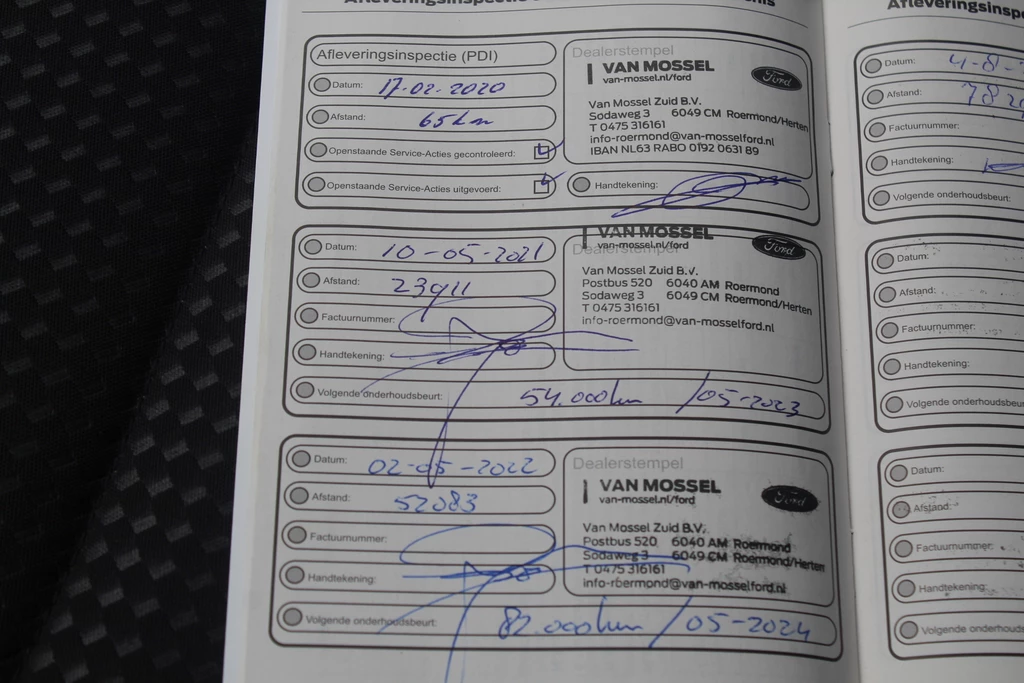 Afleveringsinspectie (PDI)
Datum: 17-02-2020
Afstand: 65km
Openstaande Service-Acties gecontroleerd:
Openstaande Service-Acties uitgevoerd:
Dealerstempel
VAN MOSSEL
van-mossel.nl/ford
Ford
Van Mossel Zuid B.V.
Sodaweg 3 6049 CM Roermond/Herten
T 0475 316161
info-roermond@van-mosselford.nl
IBAN NL63 RABO 0192 0631 89
Handtekening:
Datum: 10-05-2021
Afstand: 23911
Factuurnummer:
Handtekening:
Volgende onderhoudsbeurt: 54.000km /05-2023
VAN MOSSEL
van-mossel.nl/ford
Dealerstempel
Ford
Van Mossel Zuid B.V.
Postbus 520 6040 AM Roermond
Sodaweg 3 6049 CM Roermond/Herten
T 0475 316161
info-roermond@van-mosselford.nl
Datum: 02-05-2022
Afstand: 52083
Factuurnummer:
Handtekening:
Volgende onderhoudsbeurt: 82.000km /05-2024
Dealerstempel
VAN MOSSEL
van-mossel.nl/ford
Ford
Van Mossel Zuid B.V.
Postbus 520 6040 AM Roermond
Sodaweg 3 6049 CM Roermond/Herten
T 0475 316161
info-roermond@van-mosselford.nl
Datum: 4-8-
Afstand:
Factuurnummer:
Handtekening:
Volgende onderhoudsbeurt:
Datum:
Afstand:
Factuurnummer:
Handtekening:
Volgende onderhoudsbeurt
Datum:
Afstand:
Factuurnummer:
Handtekening:
Volgende